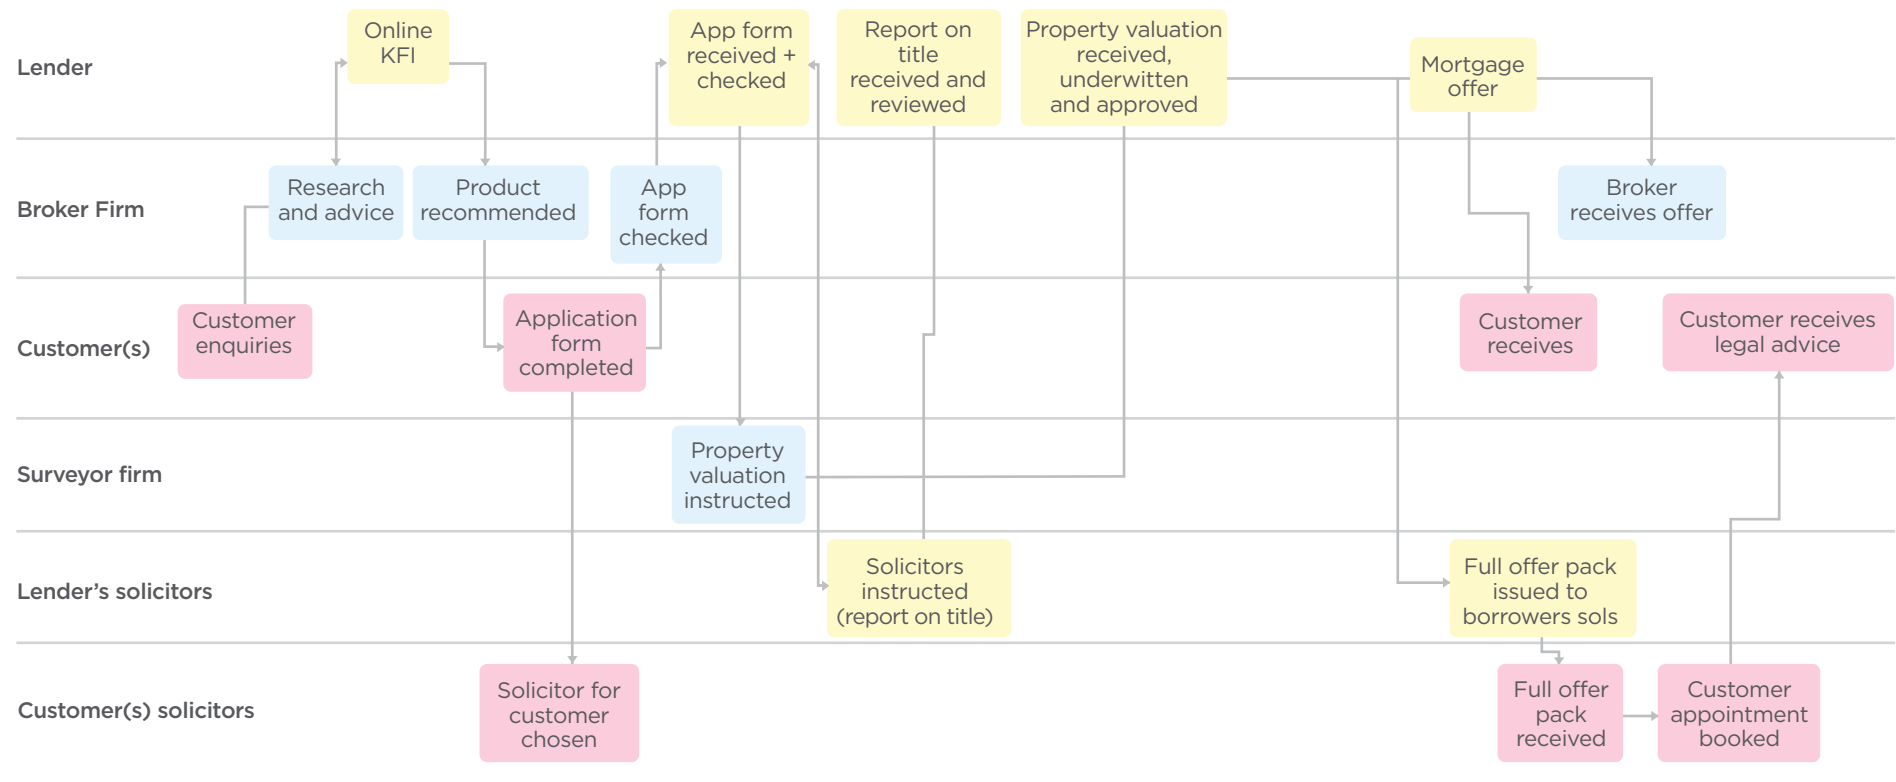 Lender
Online
KFI
App form
received +
checked
Report on
title
received and
reviewed
Property valuation
received,
underwitten
and approved
Mortgage
offer
Broker Firm
Research
and advice
Product
recommended
App
form
checked
Broker
receives offer
Customer(s)
Customer
enquiries
Application
form
completed
Customer
receives
Customer receives
legal advice
Surveyor firm
Property
valuation
instructed
Lender's solicitors
Solicitors
instructed
(report on title)
Full offer pack
issued to
borrowers sols
Customer(s) solicitors
Solicitor for
customer
chosen
Full offer
pack
received
Customer
appointment
booked